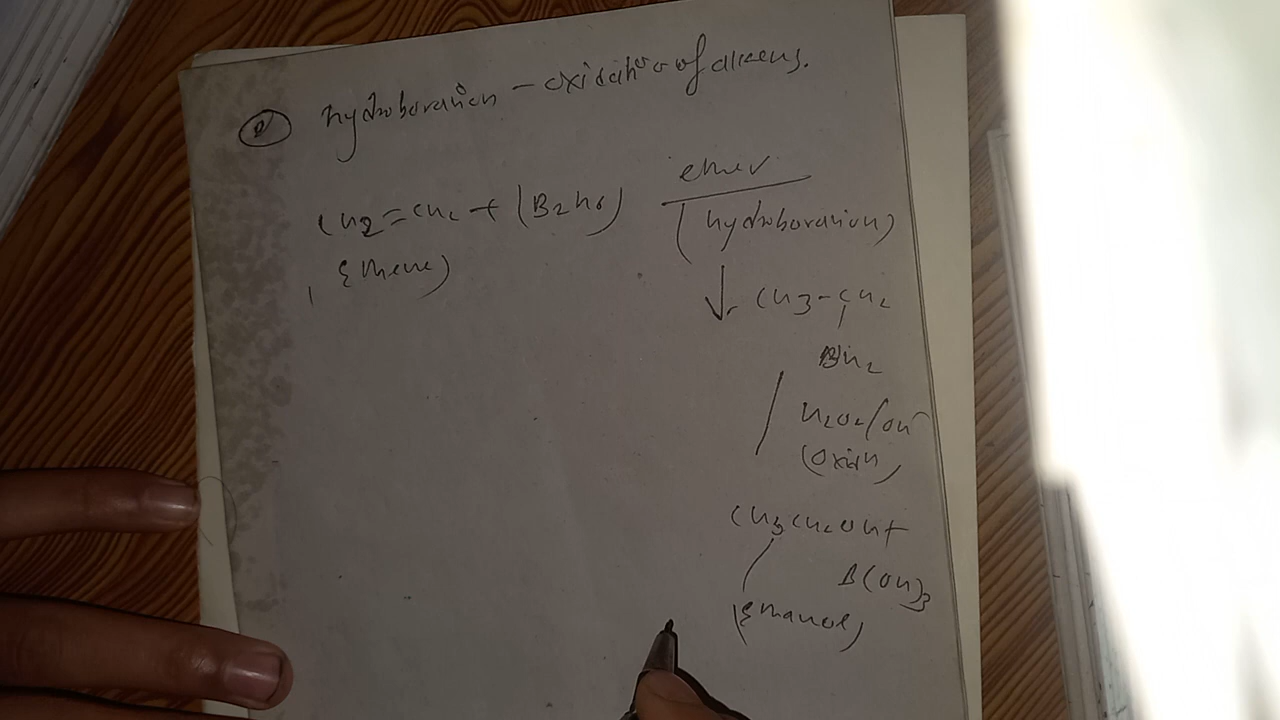 ② hydroboration - oxidation of alkens.
CH2=CH2 + (B2H6) ether
(Ethene) (hydroboration)
↓ CH3-CH2
|
BH2
H2O2/OH⁻
(Oxidn)
CH3CH2OH+
B(OH)3
(Ethanol)